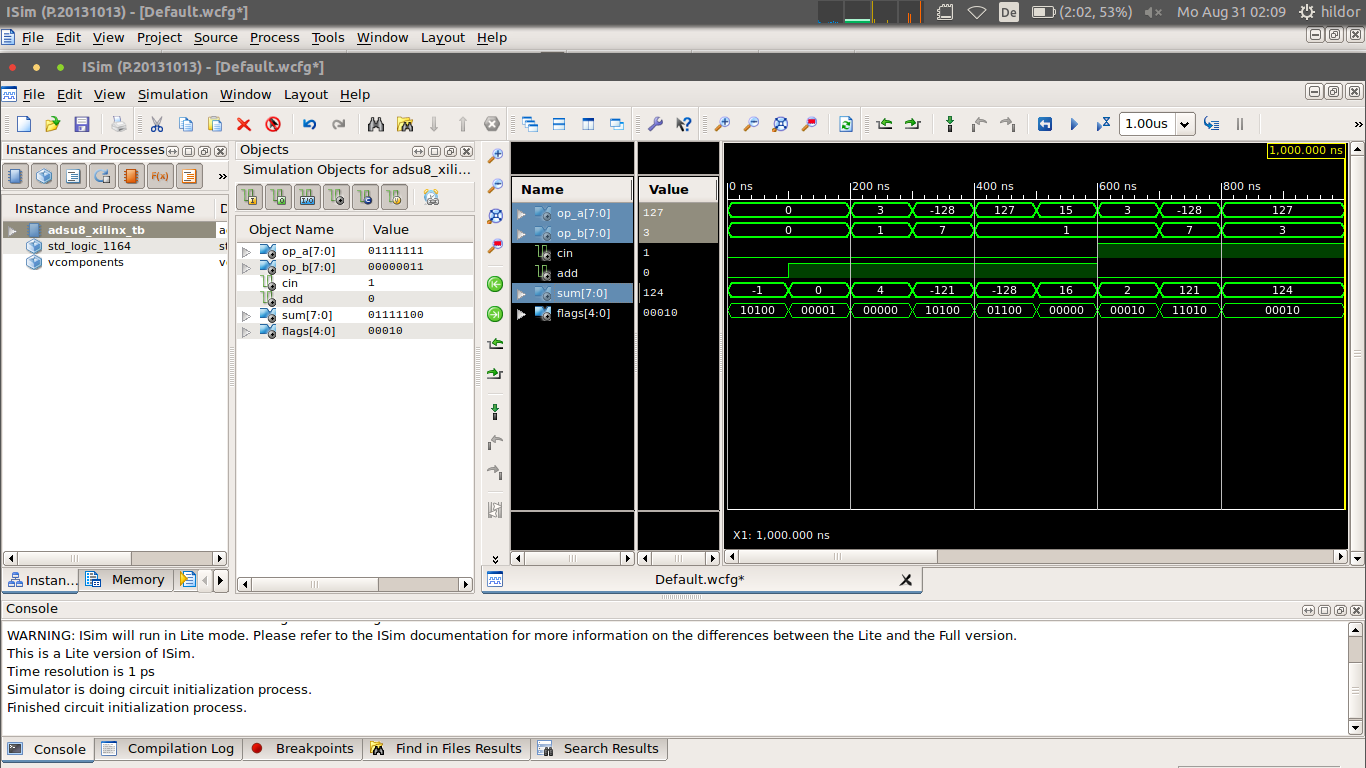 ISim (P.20131013) - [Default.wcfg*]
De (2:02, 53%) Mo Aug 31 02:09 hildor
File Edit View Project Source Process Tools Window Layout Help
ISim (P.20131013) - [Default.wcfg*]
File Edit View Simulation Window Layout Help
1.00us »
Instances and Processes
»
Instance and Process Name D
adsu8_xilinx_tb a
std_logic_1164 st
vcomponents v
Instan... Memory
Objects
Simulation Objects for adsu8_xili...
Object Name Value
op_a[7:0] 01111111
op_b[7:0] 00000011
cin 1
add 0
sum[7:0] 01111100
flags[4:0] 00010
Name Value
op_a[7:0] 127
op_b[7:0] 3
cin 1
add 0
sum[7:0] 124
flags[4:0] 00010
1,000.000 ns
0 ns 200 ns 400 ns 600 ns 800 ns
0 3 -128 127 15 3 -128 127
0 1 7 1 7 3
-1 0 4 -121 -128 16 2 121 124
10100 00001 00000 10100 01100 00000 00010 11010 00010
X1: 1,000.000 ns
Default.wcfg*
Console
WARNING: ISim will run in Lite mode. Please refer to the ISim documentation for more information on the differences between the Lite and the Full version.
This is a Lite version of ISim.
Time resolution is 1 ps
Simulator is doing circuit initialization process.
Finished circuit initialization process.
Console Compilation Log Breakpoints Find in Files Results Search Results